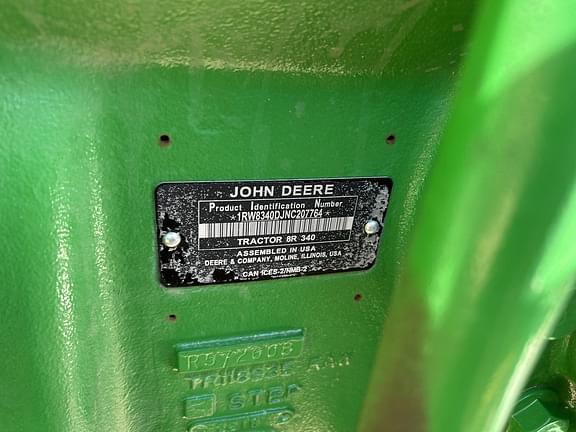 JOHN DEERE
Product Identification Number
*1RW8340DJNC207764*
TRACTOR 8R 340
ASSEMBLED IN USA
DEERE & COMPANY, MOLINE, ILLINOIS, USA
CAN ICES-2/NMB-2
STER